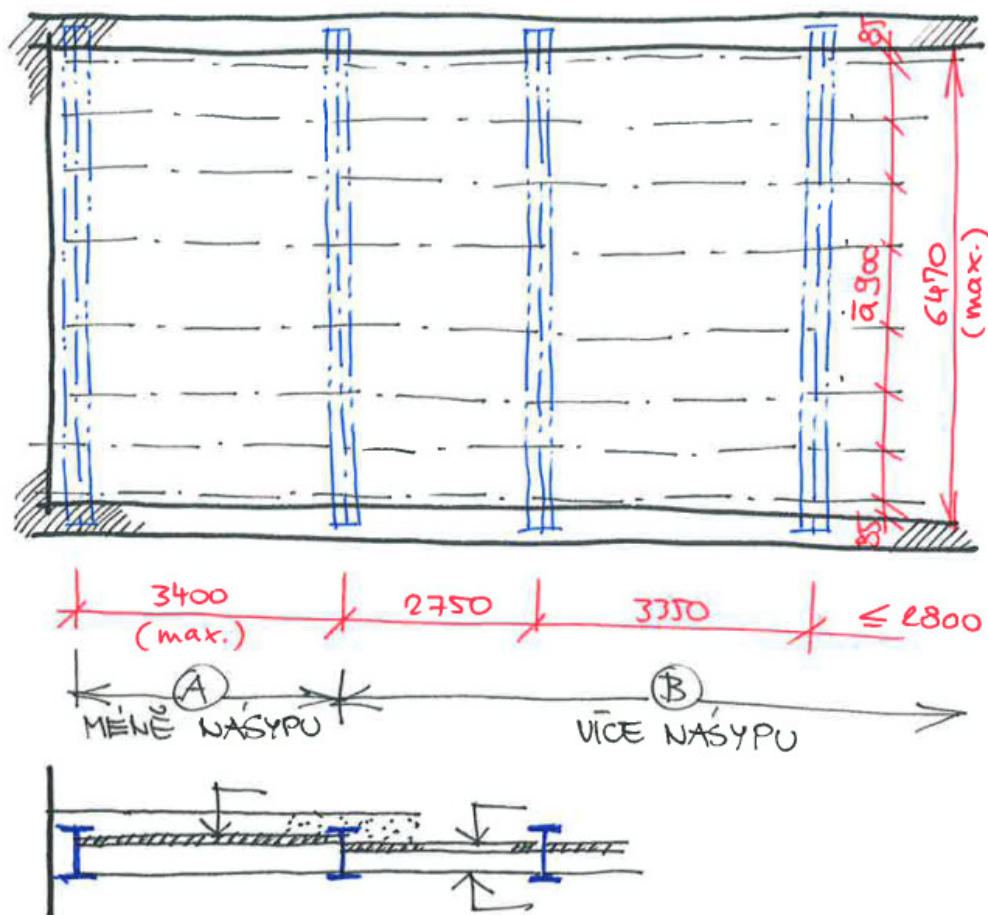 85
ā 900
6470
(max.)
85
3400
(max.)
2750
3350
≤ 2800
A
B
MÉNĚ NÁSYPU
VÍCE NÁSYPU